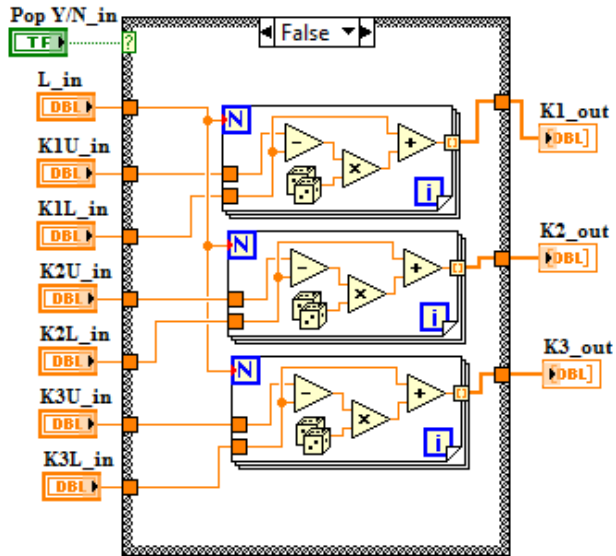 Pop Y/N_in
TF
?
False
L_in
DBL
N
K1_out
DBL]
K1U_in
DBL
- × +
i
K1L_in
DBL
N
K2_out
DBL]
K2U_in
DBL
- × +
i
K2L_in
DBL
N
K3_out
DBL]
K3U_in
DBL
- × +
i
K3L_in
DBL